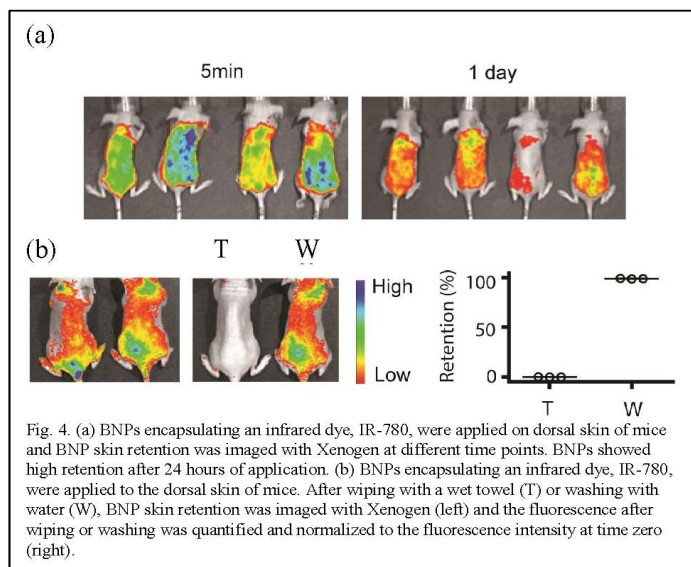 (a)
5min
1 day
(b)
T
W
High
Low
Retention (%)
100
50
0
T
W
Fig. 4. (a) BNPs encapsulating an infrared dye, IR-780, were applied on dorsal skin of mice
and BNP skin retention was imaged with Xenogen at different time points. BNPs showed
high retention after 24 hours of application. (b) BNPs encapsulating an infrared dye, IR-780,
were applied to the dorsal skin of mice. After wiping with a wet towel (T) or washing with
water (W), BNP skin retention was imaged with Xenogen (left) and the fluorescence after
wiping or washing was quantified and normalized to the fluorescence intensity at time zero
(right).